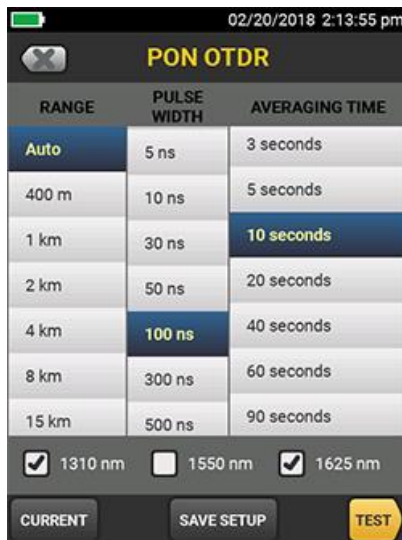 02/20/2018 2:13:55 pm
PON OTDR
RANGE PULSE WIDTH AVERAGING TIME
Auto 5 ns 3 seconds
400 m 10 ns 5 seconds
1 km 30 ns 10 seconds
2 km 50 ns 20 seconds
4 km 100 ns 40 seconds
8 km 300 ns 60 seconds
15 km 500 ns 90 seconds
1310 nm 1550 nm 1625 nm
CURRENT SAVE SETUP TEST